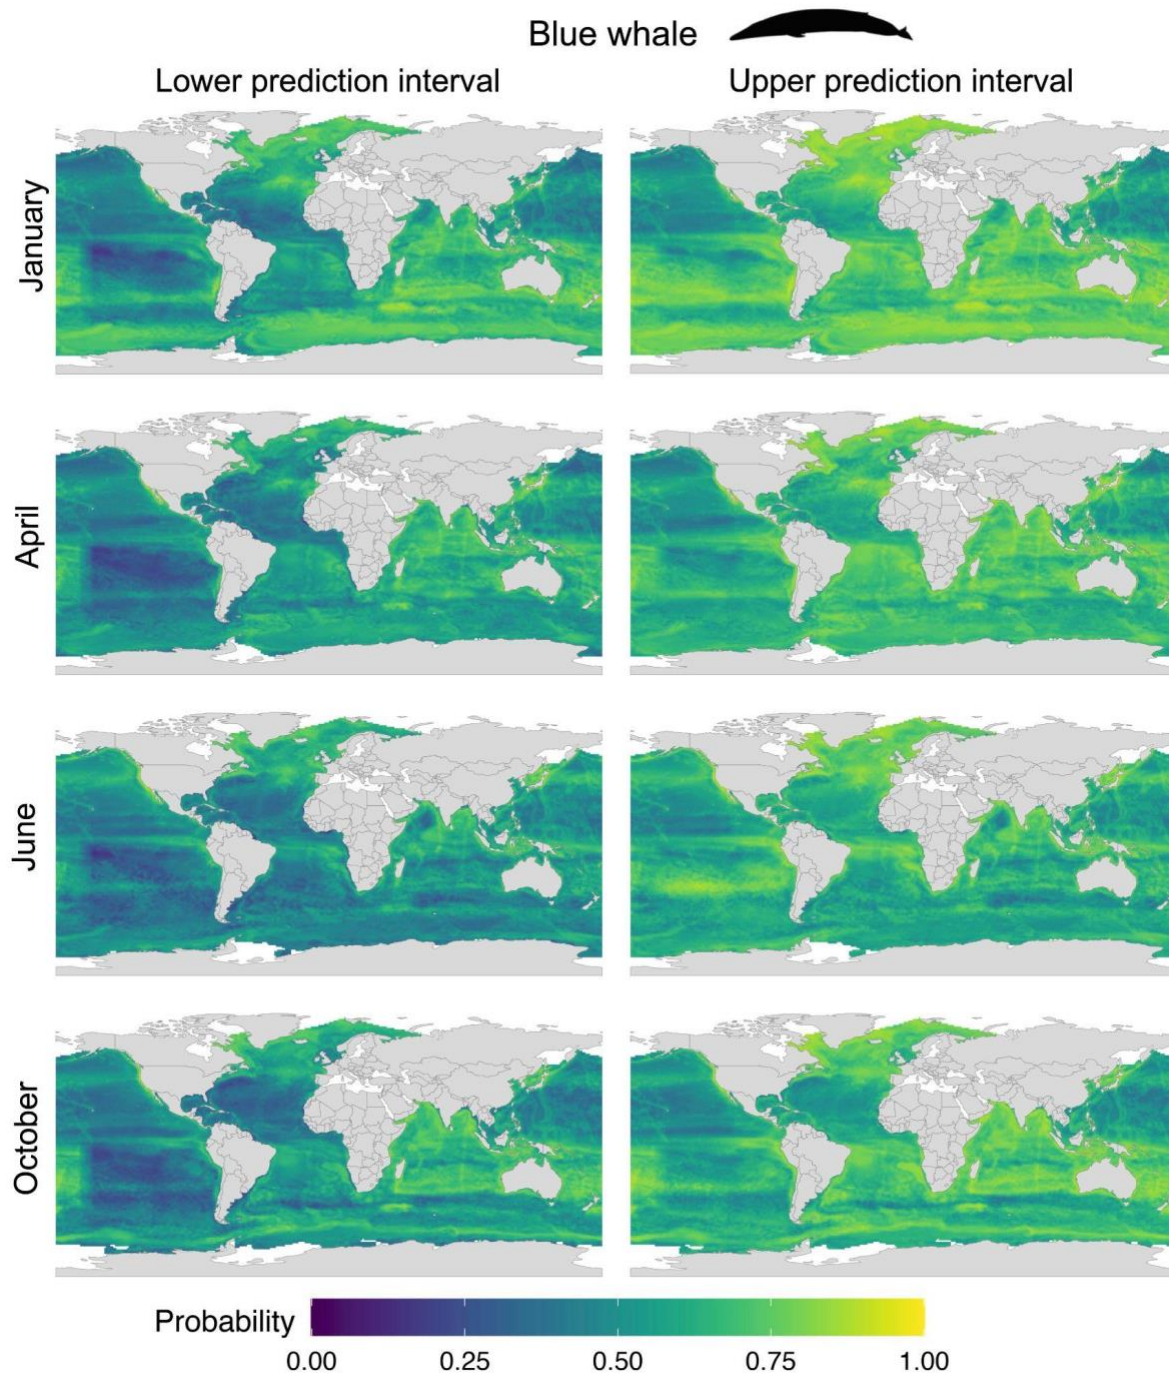 Blue whale
Lower prediction interval
Upper prediction interval
January
April
June
October
Probability
0.00 0.25 0.50 0.75 1.00